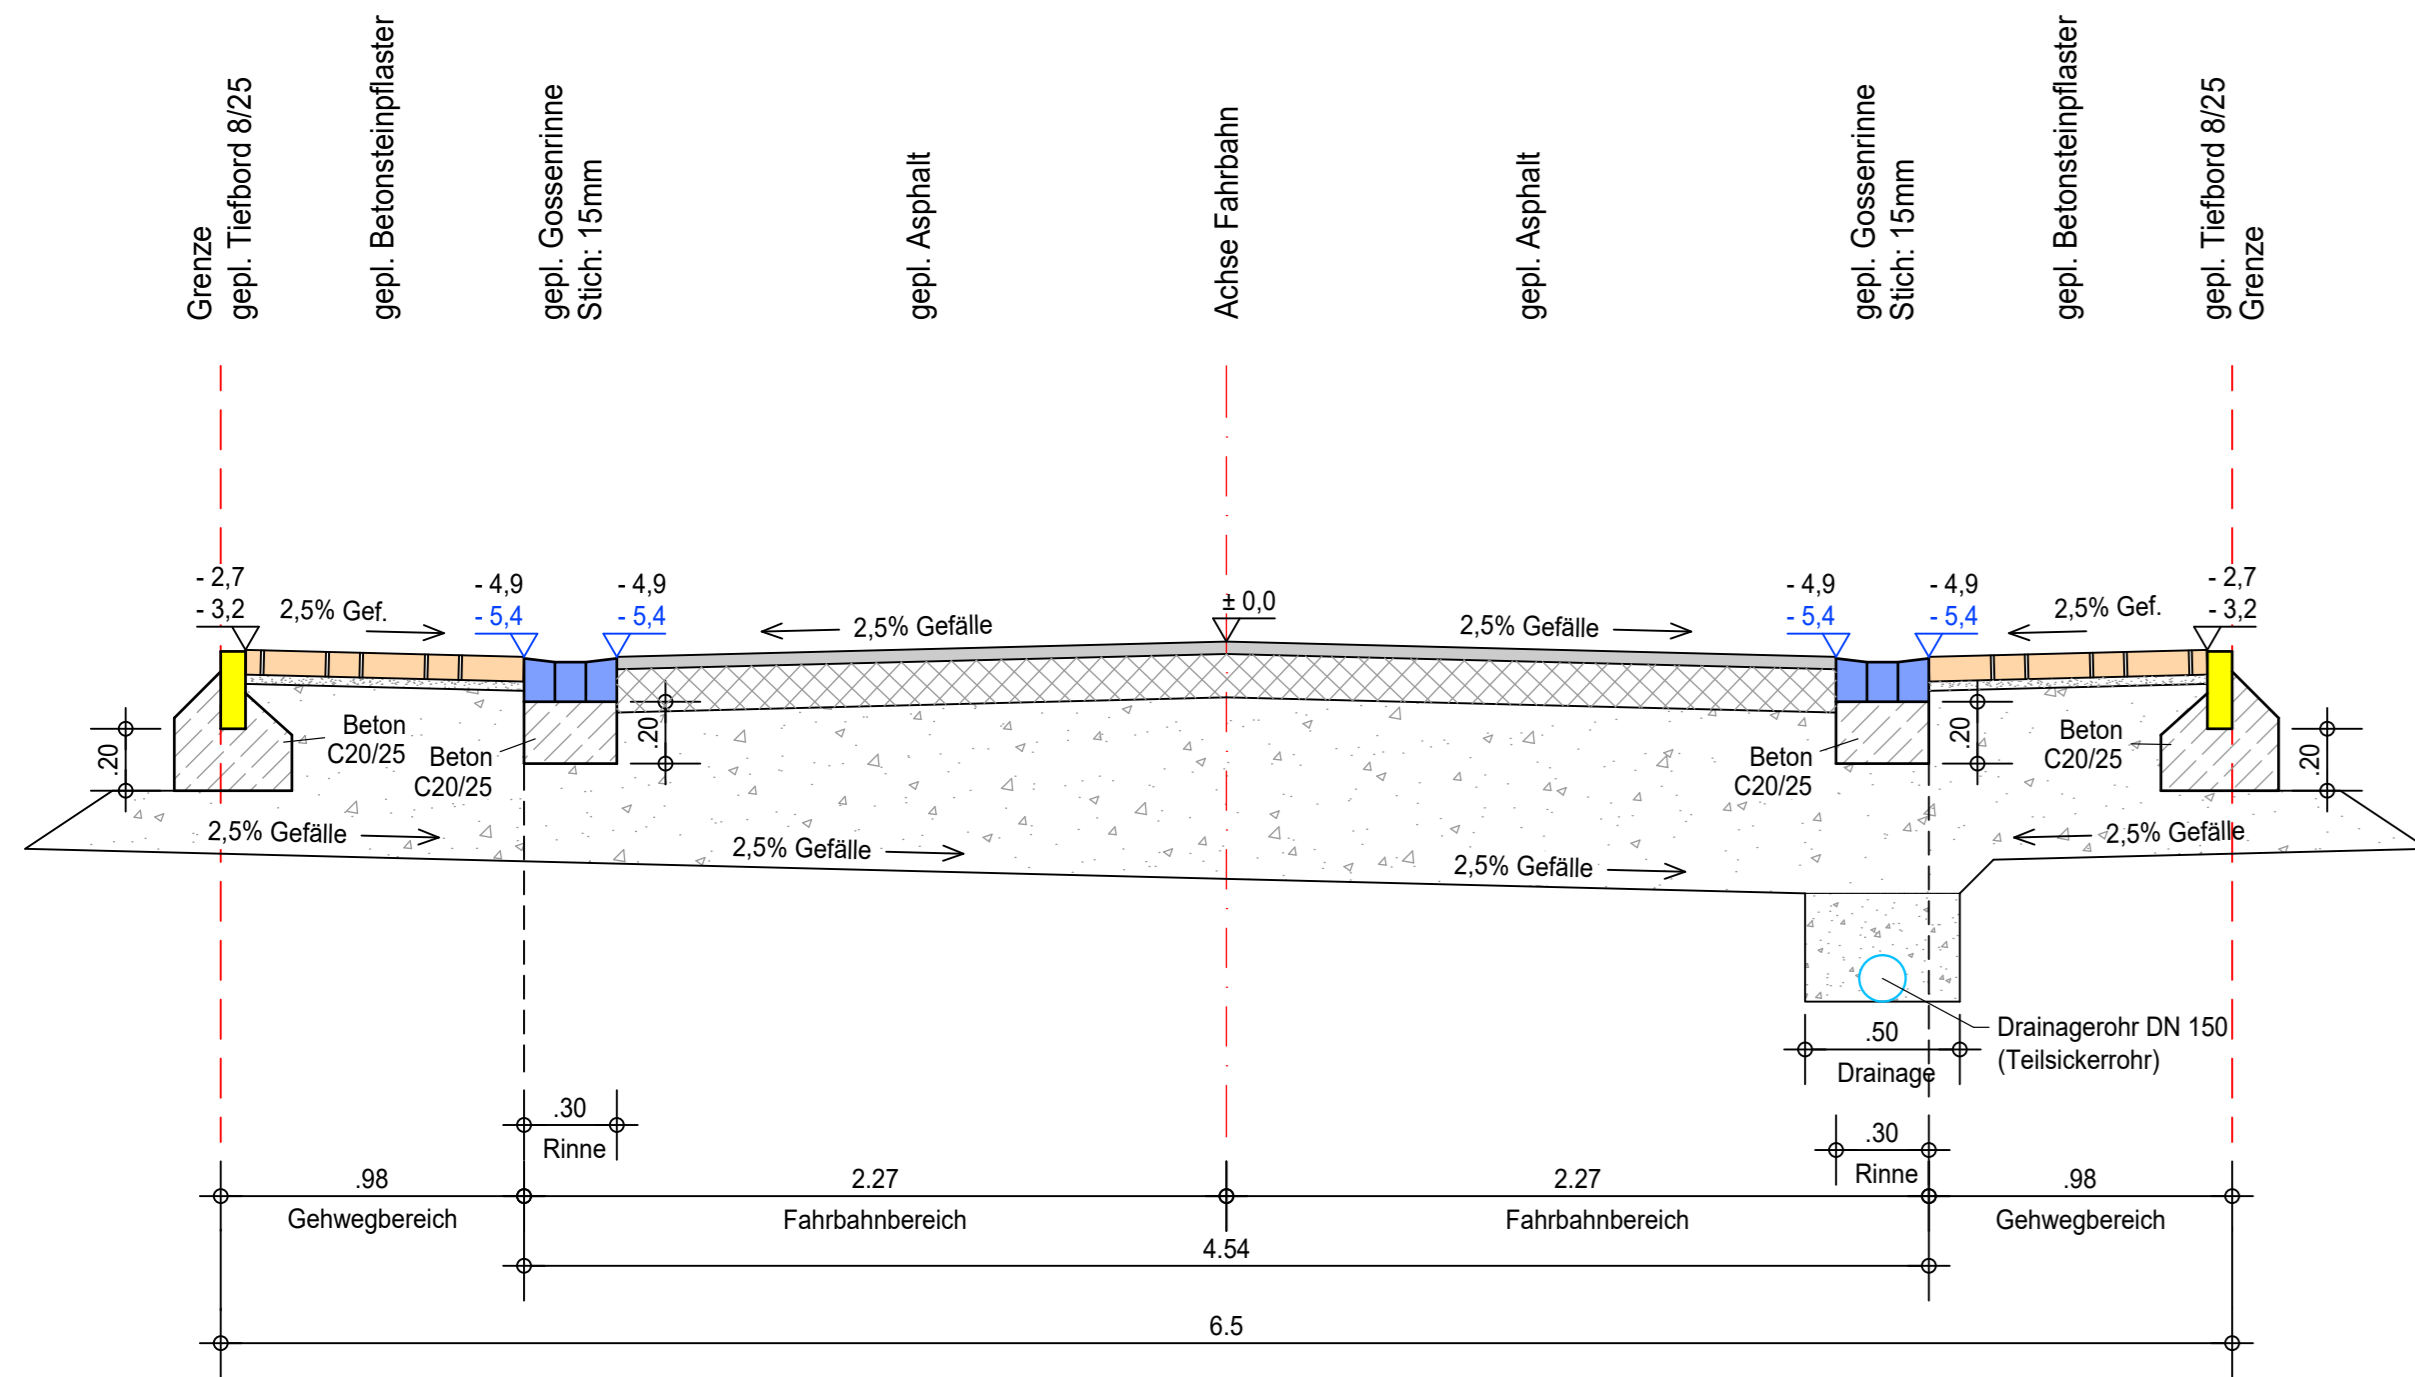 Grenze
gepl. Tiefbord 8/25
gepl. Betonsteinpflaster
gepl. Gossenrinne
Stich: 15mm
gepl. Asphalt
Achse Fahrbahn
gepl. Asphalt
gepl. Gossenrinne
Stich: 15mm
gepl. Betonsteinpflaster
gepl. Tiefbord 8/25
Grenze
- 2,7
- 3,2
2,5% Gef.
- 4,9
- 5,4
- 4,9
- 5,4
2,5% Gefälle
± 0,0
2,5% Gefälle
- 4,9
- 5,4
- 4,9
- 5,4
2,5% Gef.
- 2,7
- 3,2
.20
Beton
C20/25
Beton
C20/25
.20
Beton
C20/25
.20
Beton
C20/25
.20
2,5% Gefälle
2,5% Gefälle
2,5% Gefälle
2,5% Gefälle
.50
Drainage
Drainagerohr DN 150
(Teilsickerrohr)
.30
Rinne
.30
Rinne
.98
Gehwegbereich
2.27
Fahrbahnbereich
2.27
Fahrbahnbereich
.98
Gehwegbereich
4.54
6.5